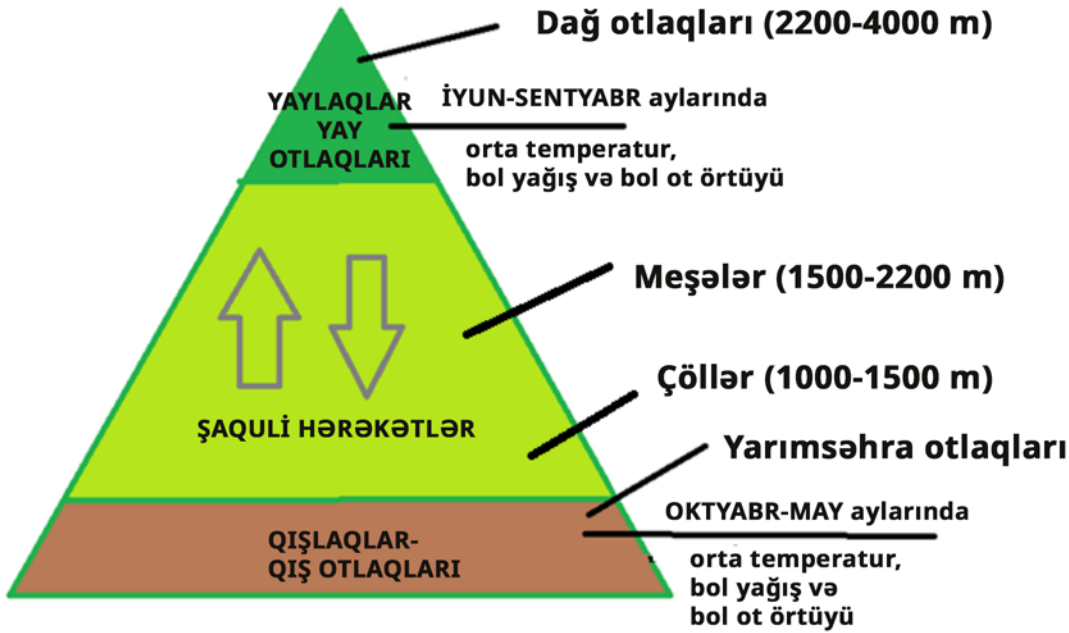 Dağ otlaqları (2200-4000 m)
YAYLAQLAR
YAY
OTLAQLARI
İYUN-SENTYABR aylarında
orta temperatur,
bol yağış və bol ot örtüyü
Meşələr (1500-2200 m)
Çöllər (1000-1500 m)
ŞAQULİ HƏRƏKƏTLƏR
Yarımsəhra otlaqları
OKTYABR-MAY aylarında
QIŞLAQLAR-
QIŞ OTLAQLARI
orta temperatur,
bol yağış və
bol ot örtüyü